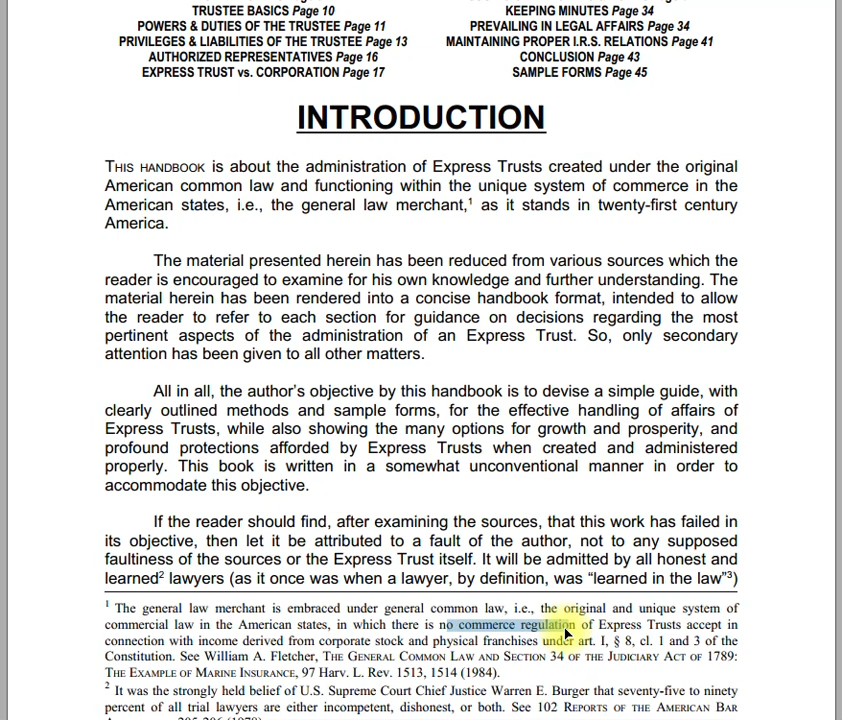 TRUSTEE BASICS Page 10
POWERS & DUTIES OF THE TRUSTEE Page 11
PRIVILEGES & LIABILITIES OF THE TRUSTEE Page 13
AUTHORIZED REPRESENTATIVES Page 16
EXPRESS TRUST vs. CORPORATION Page 17
KEEPING MINUTES Page 34
PREVAILING IN LEGAL AFFAIRS Page 34
MAINTAINING PROPER I.R.S. RELATIONS Page 41
CONCLUSION Page 43
SAMPLE FORMS Page 45
INTRODUCTION
THIS HANDBOOK is about the administration of Express Trusts created under the original
American common law and functioning within the unique system of commerce in the
American states, i.e., the general law merchant,1 as it stands in twenty-first century
America.
The material presented herein has been reduced from various sources which the
reader is encouraged to examine for his own knowledge and further understanding. The
material herein has been rendered into a concise handbook format, intended to allow
the reader to refer to each section for guidance on decisions regarding the most
pertinent aspects of the administration of an Express Trust. So, only secondary
attention has been given to all other matters.
All in all, the author's objective by this handbook is to devise a simple guide, with
clearly outlined methods and sample forms, for the effective handling of affairs of
Express Trusts, while also showing the many options for growth and prosperity, and
profound protections afforded by Express Trusts when created and administered
properly. This book is written in a somewhat unconventional manner in order to
accommodate this objective.
If the reader should find, after examining the sources, that this work has failed in
its objective, then let it be attributed to a fault of the author, not to any supposed
faultiness of the sources or the Express Trust itself. It will be admitted by all honest and
learned2 lawyers (as it once was when a lawyer, by definition, was “learned in the law”3)
1 The general law merchant is embraced under general common law, i.e., the original and unique system of
commercial law in the American states, in which there is no commerce regulation of Express Trusts accept in
connection with income derived from corporate stock and physical franchises under art. I, § 8, cl. 1 and 3 of the
Constitution. See William A. Fletcher, THE GENERAL COMMON LAW AND SECTION 34 OF THE JUDICIARY ACT OF 1789:
THE EXAMPLE OF MARINE INSURANCE, 97 Harv. L. Rev. 1513, 1514 (1984).
2 It was the strongly held belief of U.S. Supreme Court Chief Justice Warren E. Burger that seventy-five to ninety
percent of all trial lawyers are either incompetent, dishonest, or both. See 102 REPORTS OF THE AMERICAN BAR